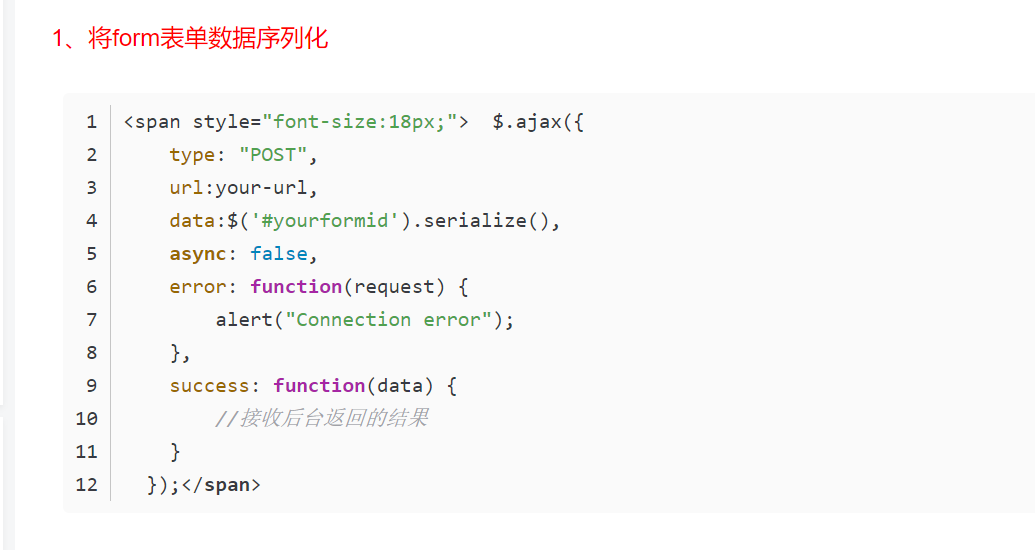 1、将form表单数据序列化
1 <span style="font-size:18px;">  $.ajax({
2     type: "POST",
3     url:your-url,
4     data:$('#yourformid').serialize(),
5     async: false,
6     error: function(request) {
7         alert("Connection error");
8     },
9     success: function(data) {
10         //接收后台返回的结果
11     }
12   });</span>